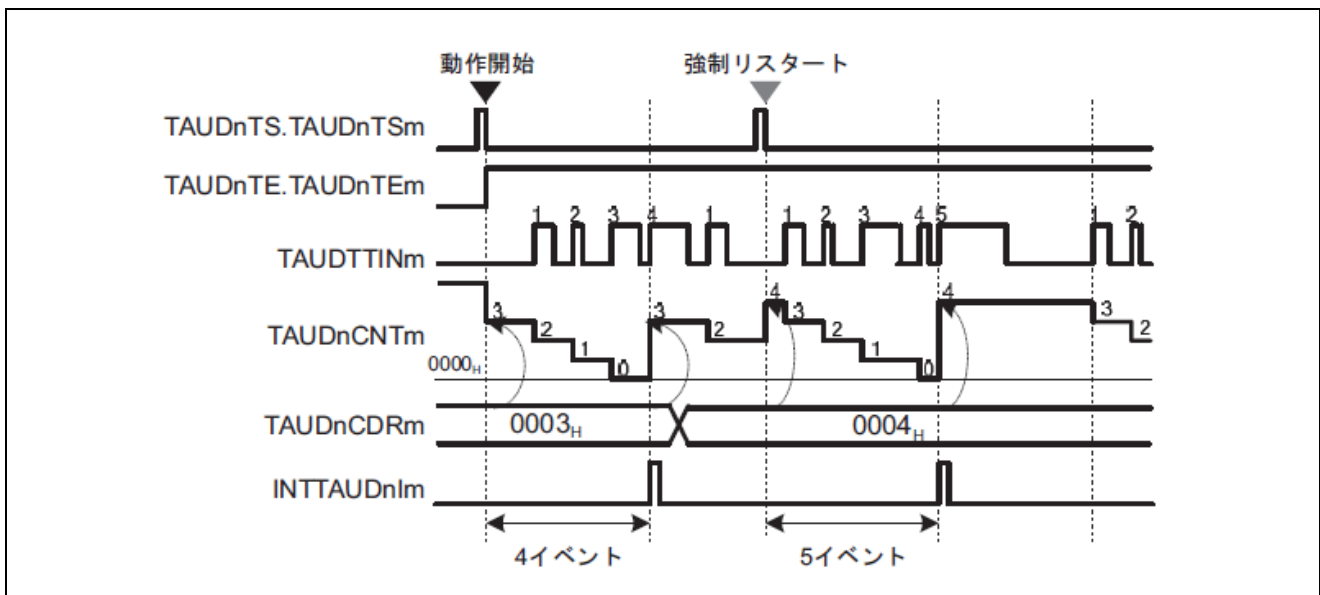 動作開始 強制リスタート
TAUDnTS.TAUDnTSm
TAUDnTE.TAUDnTEm
1 2 3 4 1 1 2 3 4 5 1 2
TAUDTTINm
4 4
3 3 3 3
TAUDnCNTm
2 2 2 2
1 1
0000H 0 0
TAUDnCDRm 0003H 0004H
INTTAUDnIm
4イベント 5イベント